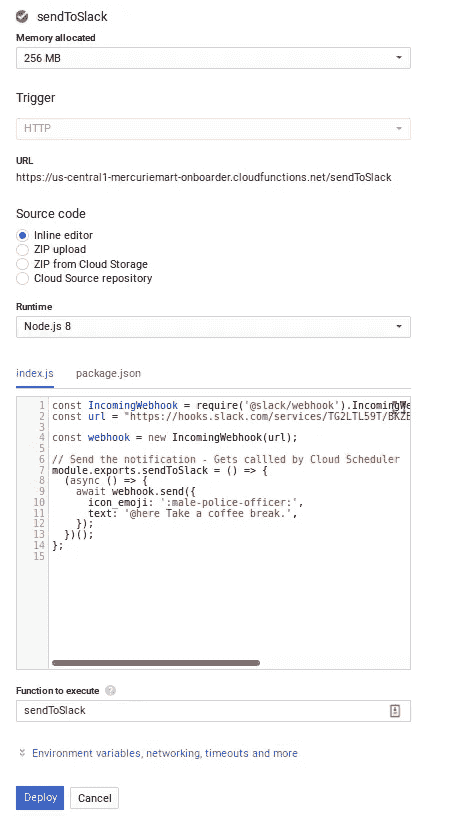 sendToSlack
Memory allocated
256 MB
Trigger
HTTP
URL
https://us-central1-mercuriemart-onboarder.cloudfunctions.net/sendToSlack
Source code
Inline editor
ZIP upload
ZIP from Cloud Storage
Cloud Source repository
Runtime
Node.js 8
index.js package.json
1 const IncomingWebhook = require('@slack/webhook').IncomingWe
2 const url = "https://hooks.slack.com/services/TG2LTL59T/BKZE
3
4 const webhook = new IncomingWebhook(url);
5
6 // Send the notification - Gets callled by Cloud Scheduler
7 module.exports.sendToSlack = () => {
8 (async () => {
9 await webhook.send({
10 icon_emoji: ':male-police-officer:',
11 text: '@here Take a coffee break.',
12 });
13 })();
14 };
15
Function to execute ?
sendToSlack
Environment variables, networking, timeouts and more
Deploy Cancel